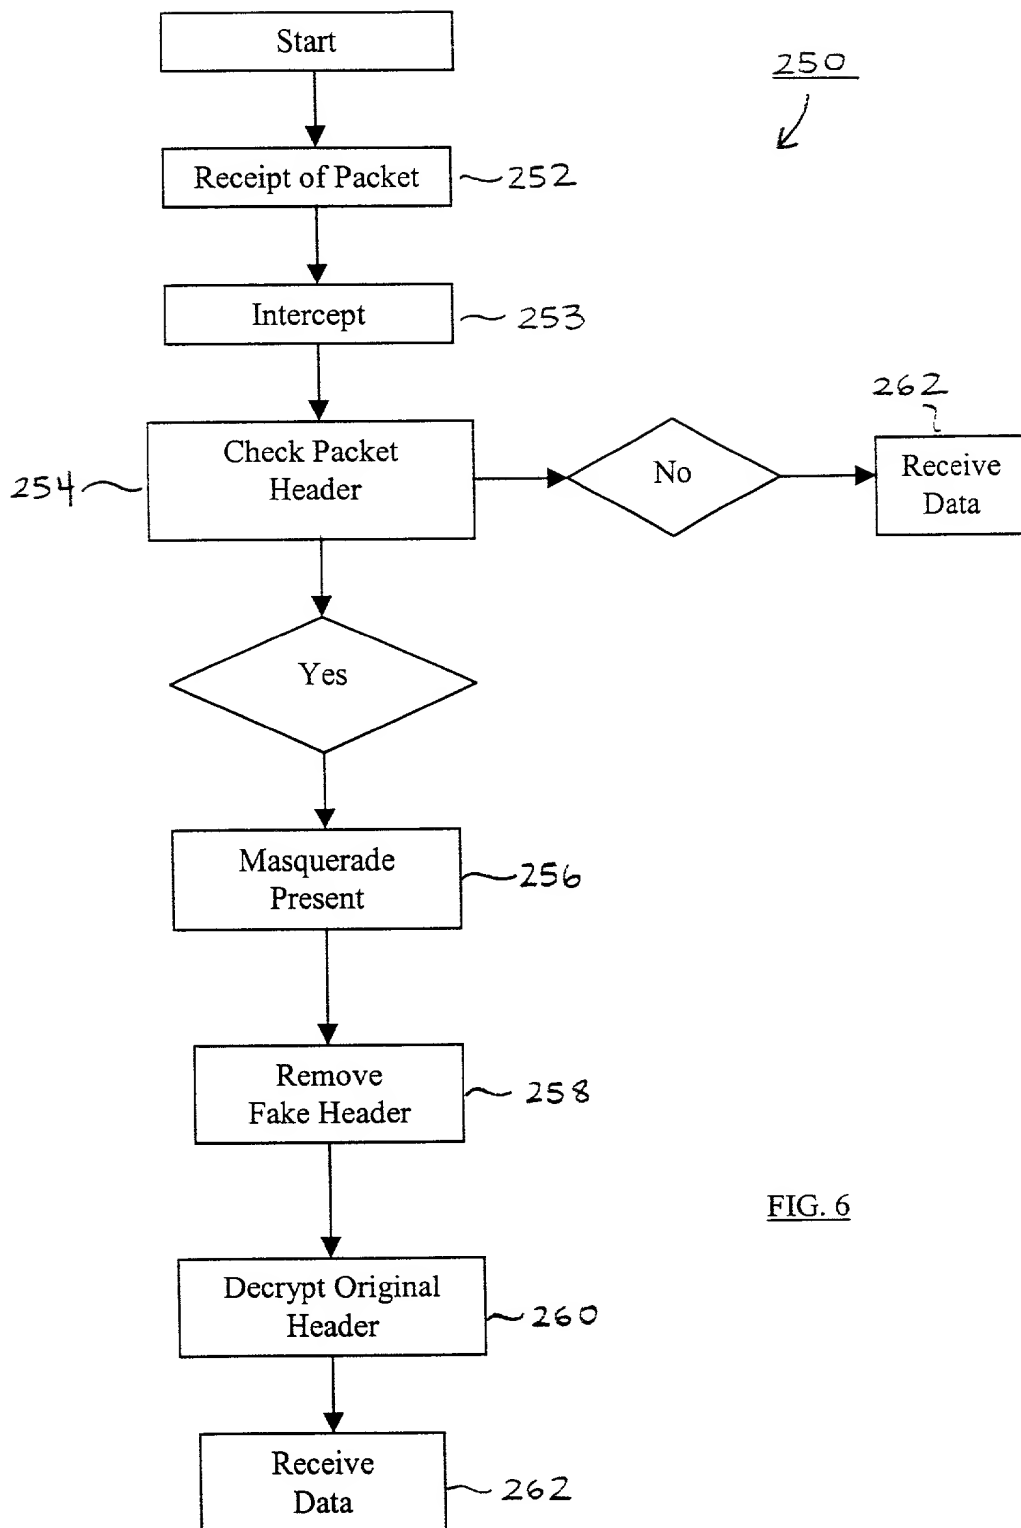 Start
250
Receipt of Packet
252
Intercept
253
262
Check Packet
Header
254
No
Receive
Data
Yes
Masquerade
Present
256
Remove
Fake Header
258
FIG. 6
Decrypt Original
Header
260
Receive
Data
262